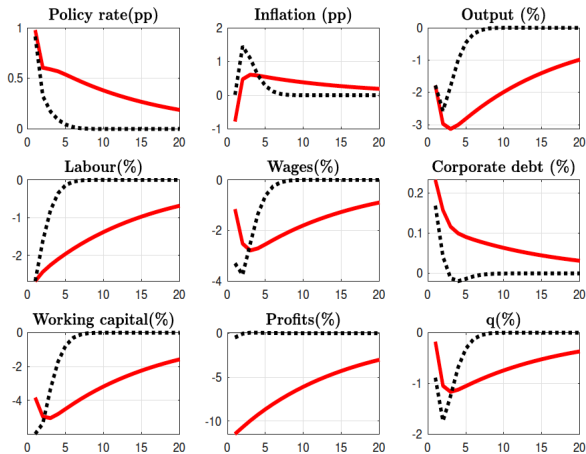 Policy rate(pp)
Inflation (pp)
Output (%)
1
0.5
0
0 5 10 15 20
2
1
0
-1
0 5 10 15 20
0
-1
-2
-3
0 5 10 15 20
Labour(%)
Wages(%)
Corporate debt (%)
0
-1
-2
0 5 10 15 20
0
-2
-4
0 5 10 15 20
0.2
0.1
0
0 5 10 15 20
Working capital(%)
Profits(%)
q(%)
0
-2
-4
0 5 10 15 20
0
-5
-10
0 5 10 15 20
0
-1
-2
0 5 10 15 20